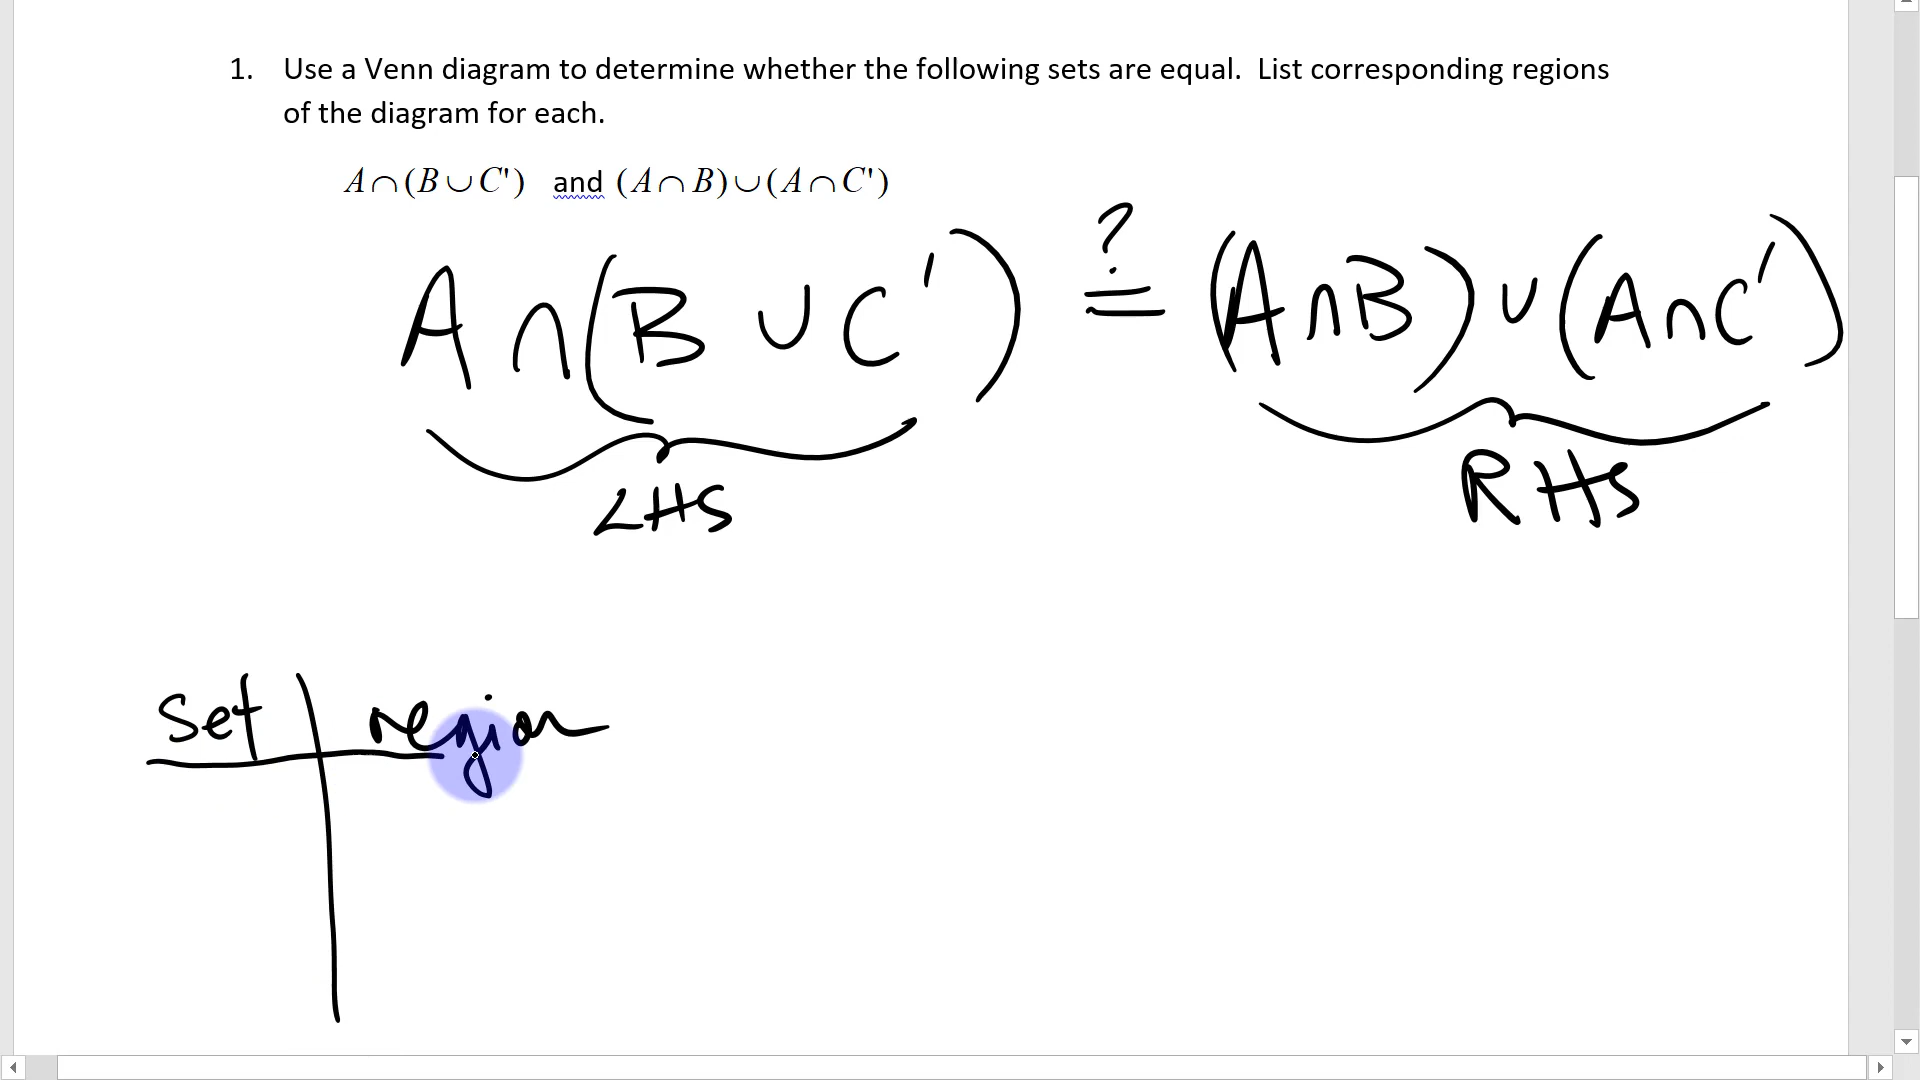 1. Use a Venn diagram to determine whether the following sets are equal. List corresponding regions
of the diagram for each.
A∩(B∪C') and (A∩B)∪(A∩C')
A∩(B∪C') ≟ (A∩B)∪(A∩C')
LHS RHS
Set region